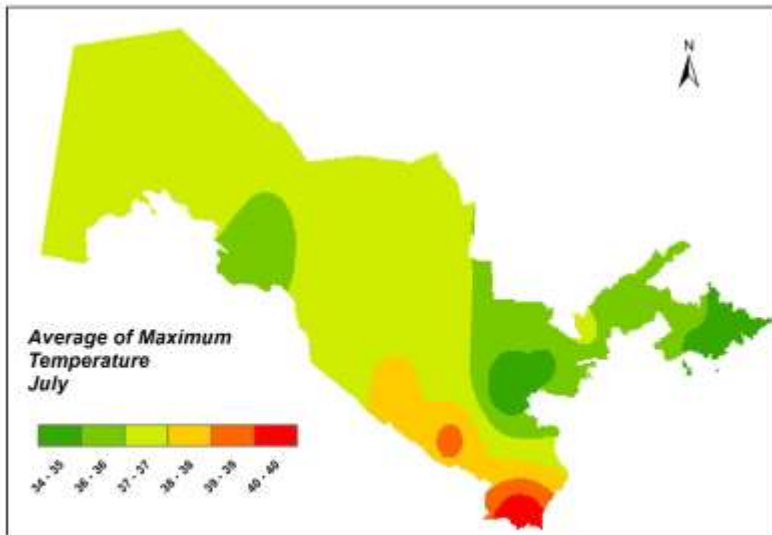 N
Average of Maximum
Temperature
July
34 - 35
36 - 36
37 - 37
38 - 38
39 - 39
40 - 40